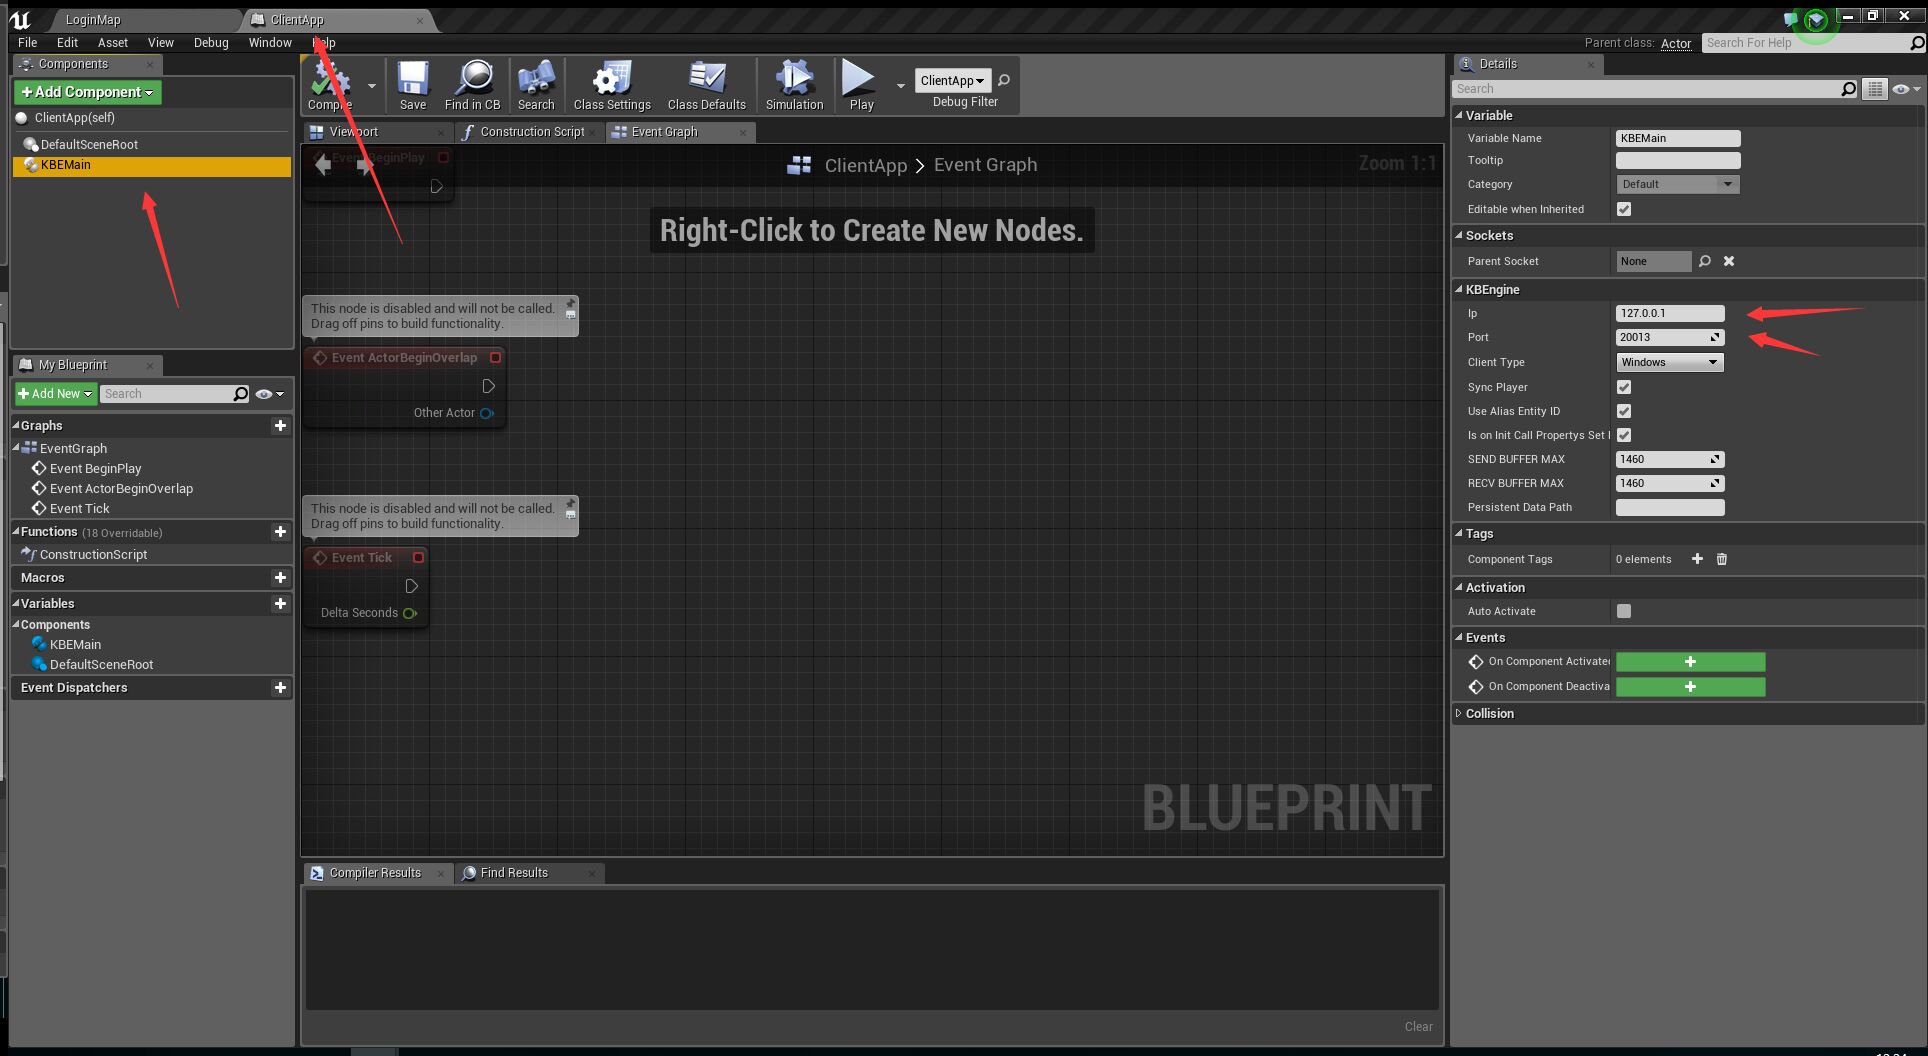 LoginMap
ClientApp
File Edit Asset View Debug Window Help
Parent class: Actor
Search For Help
Components
+Add Component
ClientApp(self)
DefaultSceneRoot
KBEMain
Compile
Save
Find in CB
Search
Class Settings
Class Defaults
Simulation
Play
ClientApp
Debug Filter
Viewport
Construction Script
Event Graph
Event BeginPlay
ClientApp > Event Graph
Zoom 1:1
Right-Click to Create New Nodes.
This node is disabled and will not be called.
Drag off pins to build functionality.
Event ActorBeginOverlap
Other Actor
This node is disabled and will not be called.
Drag off pins to build functionality.
Event Tick
Delta Seconds
BLUEPRINT
My Blueprint
+Add New
Search
Graphs
EventGraph
Event BeginPlay
Event ActorBeginOverlap
Event Tick
Functions (18 Overridable)
ConstructionScript
Macros
Variables
Components
KBEMain
DefaultSceneRoot
Event Dispatchers
Compiler Results
Find Results
Clear
Details
Search
Variable
Variable Name KBEMain
Tooltip
Category Default
Editable when Inherited
Sockets
Parent Socket None
KBEngine
Ip 127.0.0.1
Port 20013
Client Type Windows
Sync Player
Use Alias Entity ID
Is on Init Call Propertys Set
SEND BUFFER MAX 1460
RECV BUFFER MAX 1460
Persistent Data Path
Tags
Component Tags 0 elements
Activation
Auto Activate
Events
On Component Activate
On Component Deactiva
Collision